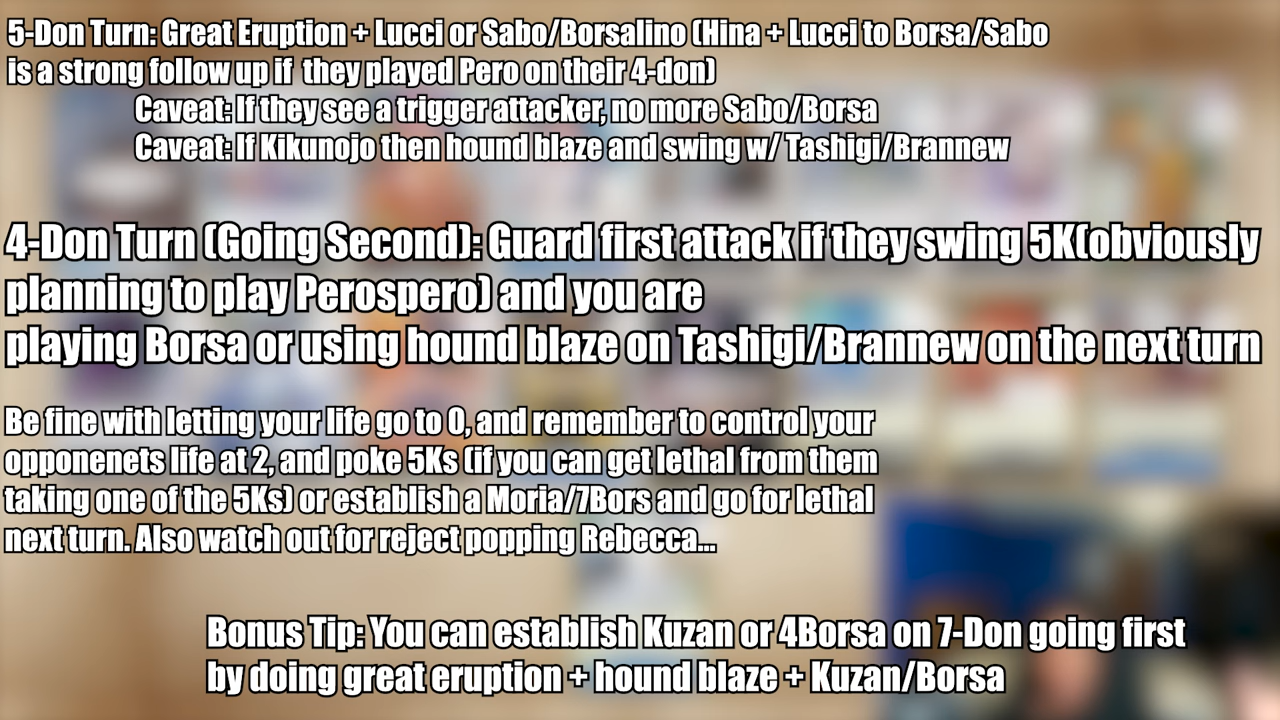 5-Don Turn: Great Eruption + Lucci or Sabo/Borsalino (Hina + Lucci to Borsa/Sabo
is a strong follow up if they played Pero on their 4-don)
Caveat: If they see a trigger attacker, no more Sabo/Borsa
Caveat: If Kikunojo then hound blaze and swing w/ Tashigi/Brannew
4-Don Turn (Going Second): Guard first attack if they swing 5K(obviously
planning to play Perospero) and you are
playing Borsa or using hound blaze on Tashigi/Brannew on the next turn
Be fine with letting your life go to 0, and remember to control your
opponenets life at 2, and poke 5Ks (if you can get lethal from them
taking one of the 5Ks) or establish a Moria/7Bors and go for lethal
next turn. Also watch out for reject popping Rebecca...
Bonus Tip: You can establish Kuzan or 4Borsa on 7-Don going first
by doing great eruption + hound blaze + Kuzan/Borsa